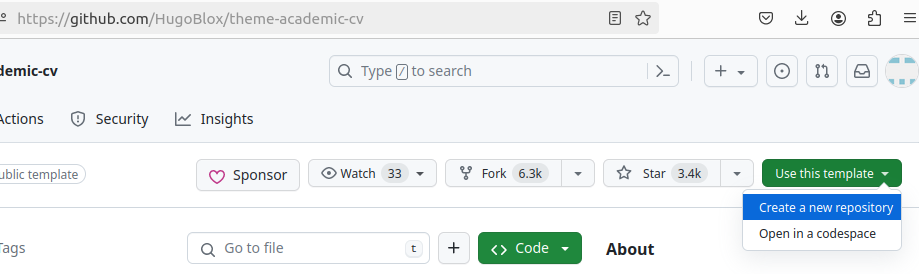 https://github.com/HugoBlox/theme-academic-cv
demic-cv
Type / to search
Actions Security Insights
ublic template Sponsor Watch 33 Fork 6.3k Star 3.4k Use this template
Create a new repository
Open in a codespace
Tags Go to file t + Code About